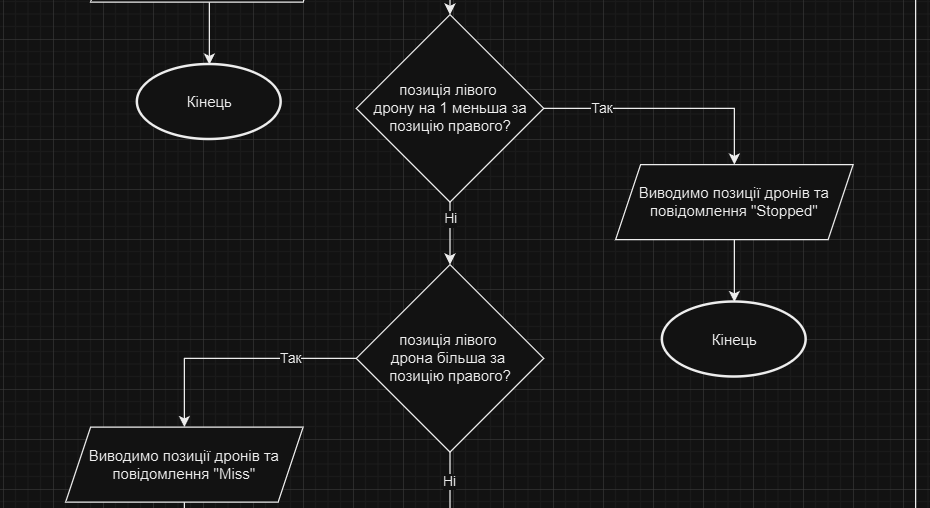 Кінець
позиція лівого
дрону на 1 меньша за
позицію правого?
Так
Виводимо позиції дронів та
повідомлення "Stopped"
Ні
Кінець
позиція лівого
дрона більша за
позицію правого?
Так
Виводимо позиції дронів та
повідомлення "Miss"
Ні